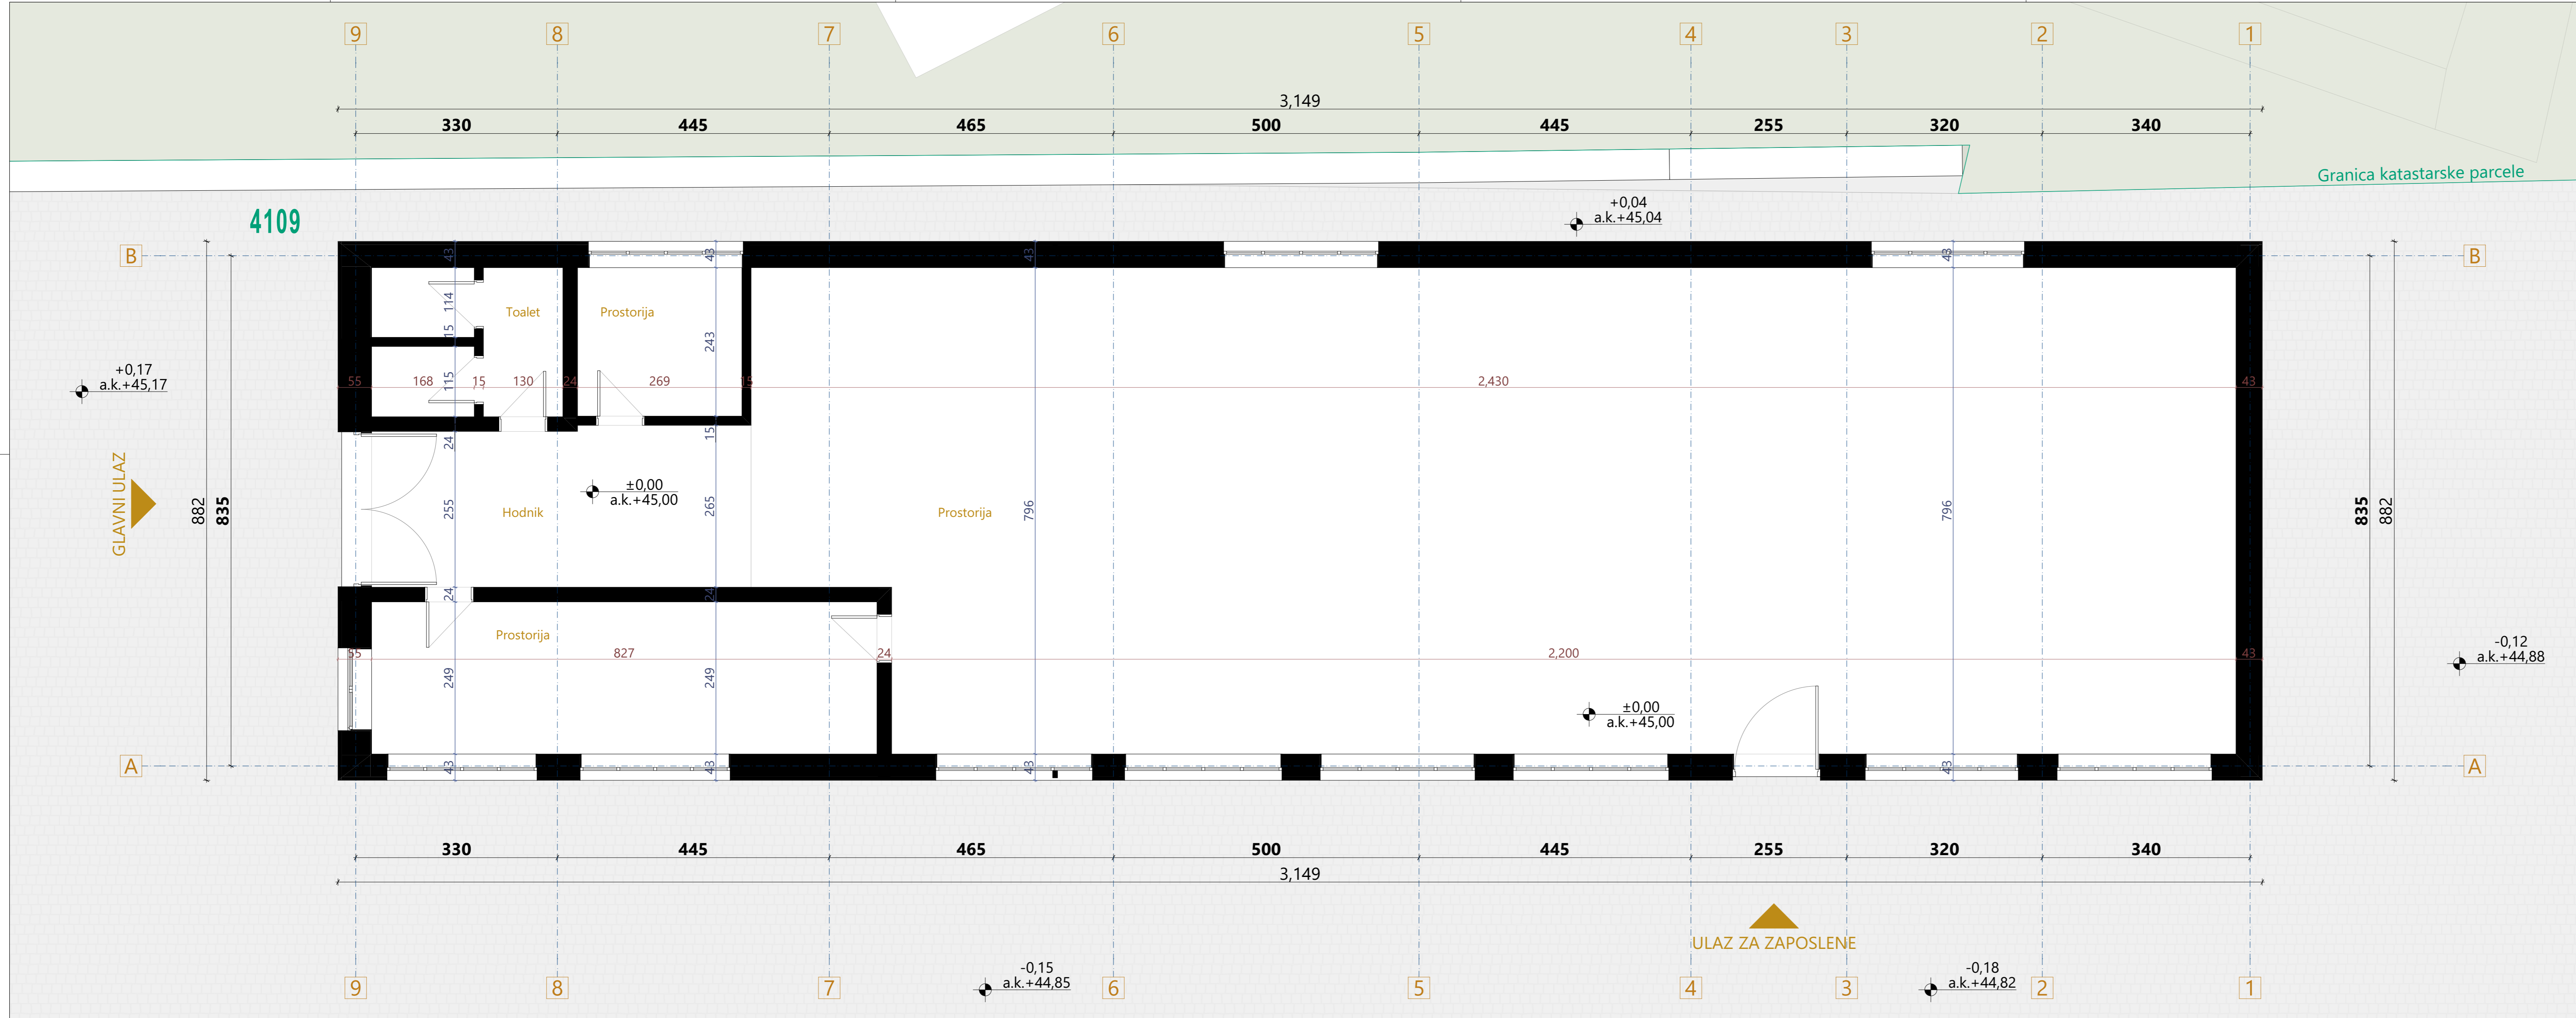 9 8 7 6 5 4 3 2 1
3,149
330 445 465 500 445 255 320 340
Granica katastarske parcele
4109
+0,04
a.k.+45,04
B B
43 43 43 43
114
Toalet Prostorija
15
243
+0,17
a.k.+45,17
115
55 168 15 130 24 269 15 2,430 43
24
15
GLAVNI ULAZ
±0,00
a.k.+45,00
882
835
255
Hodnik
265
Prostorija
796
796
835
882
24 24
Prostorija
-0,12
a.k.+44,88
55 827 24 2,200 43
249 249
±0,00
a.k.+45,00
A A
43 43 43 43
330 445 465 500 445 255 320 340
3,149
ULAZ ZA ZAPOSLENE
-0,15
a.k.+44,85
-0,18
a.k.+44,82
9 8 7 6 5 4 3 2 1